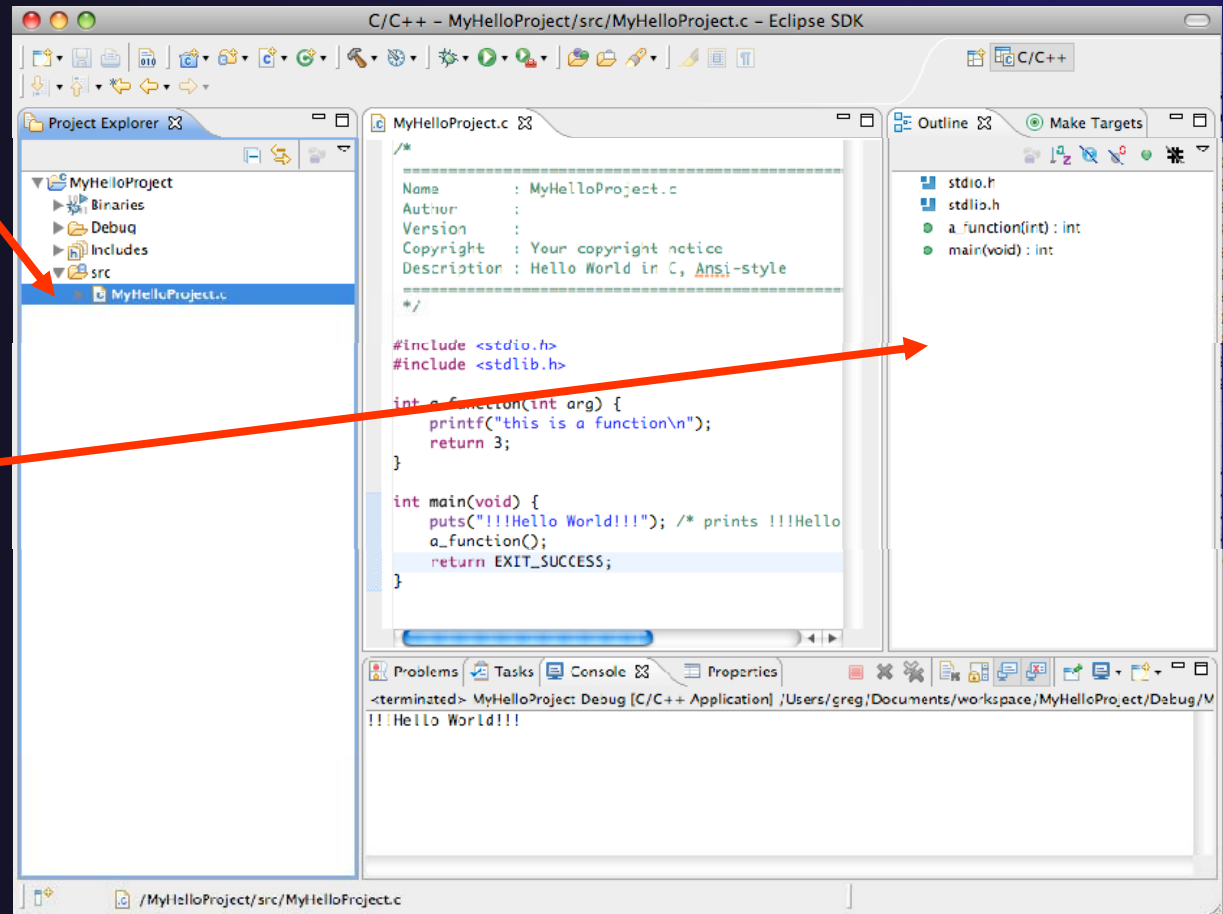 C/C++ – MyHelloProject/src/MyHelloProject.c – Eclipse SDK
C/C++
Project Explorer
MyHelloProject
Binaries
Debug
Includes
src
MyHelloProject.c
MyHelloProject.c
/*
============================================
Name : MyHelloProject.c
Author :
Version :
Copyright : Your copyright notice
Description : Hello World in C, Ansi-style
============================================
*/
#include <stdio.h>
#include <stdlib.h>
int a_function(int arg) {
printf("this is a function\n");
return 3;
}
int main(void) {
puts("!!!Hello World!!!"); /* prints !!!Hello
a_function();
return EXIT_SUCCESS;
}
Outline
Make Targets
stdio.h
stdlib.h
a_function(int) : int
main(void) : int
Problems
Tasks
Console
Properties
<terminated> MyHelloProject Debug [C/C++ Application] /Users/greg/Documents/workspace/MyHelloProject/Debug/M
!!!Hello World!!!
/MyHelloProject/src/MyHelloProject.c